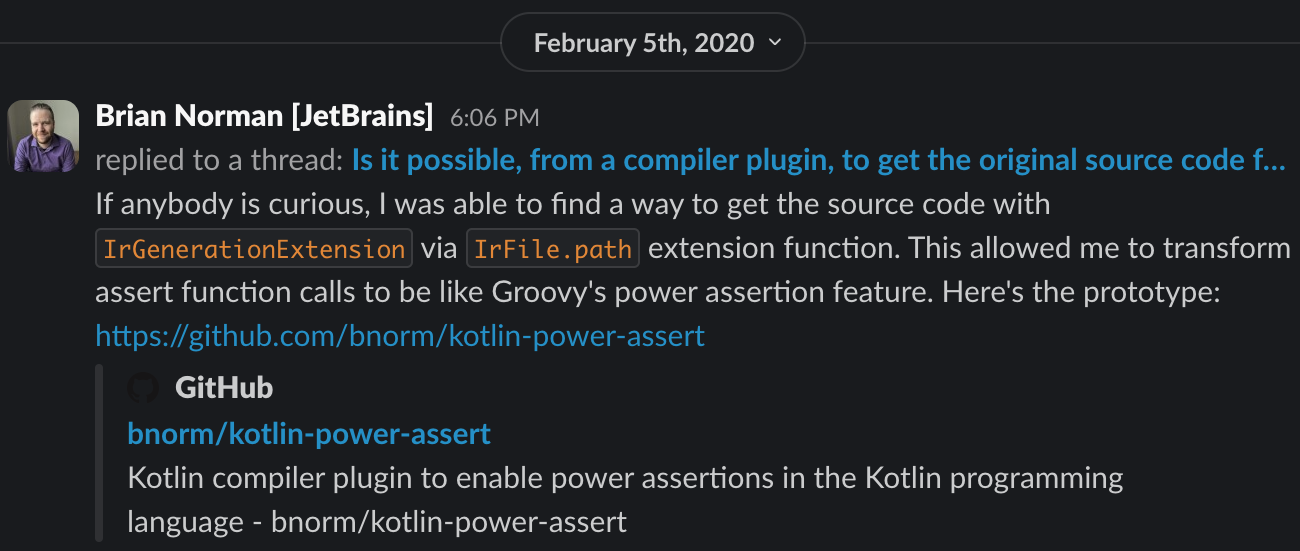 February 5th, 2020
Brian Norman [JetBrains] 6:06 PM
replied to a thread: Is it possible, from a compiler plugin, to get the original source code f...
If anybody is curious, I was able to find a way to get the source code with
IrGenerationExtension via IrFile.path extension function. This allowed me to transform
assert function calls to be like Groovy's power assertion feature. Here's the prototype:
https://github.com/bnorm/kotlin-power-assert
GitHub
bnorm/kotlin-power-assert
Kotlin compiler plugin to enable power assertions in the Kotlin programming
language - bnorm/kotlin-power-assert